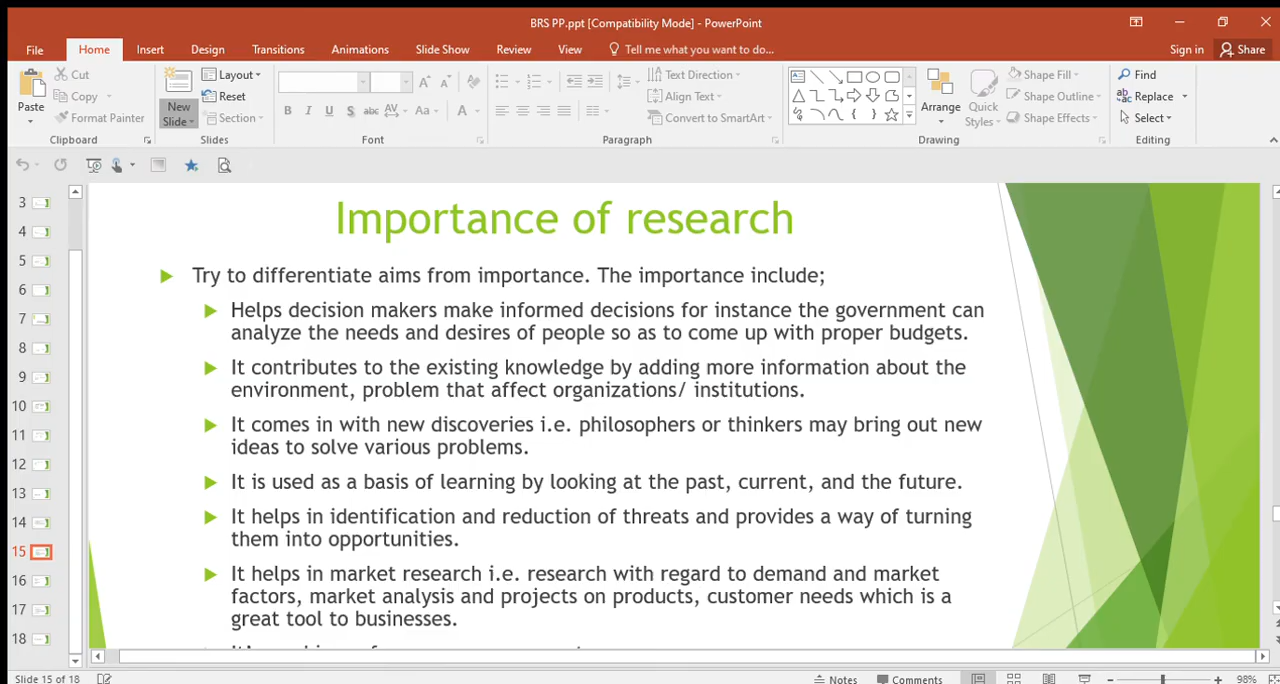 BRS PP.ppt [Compatibility Mode] - PowerPoint
File Home Insert Design Transitions Animations Slide Show Review View Tell me what you want to do... Sign in Share
Cut
Copy
Format Painter
Paste
Clipboard
New Slide
Layout
Reset
Section
Slides
B I U S abc AV Aa A
Font
Text Direction
Align Text
Convert to SmartArt
Paragraph
Arrange
Quick Styles
Shape Fill
Shape Outline
Shape Effects
Drawing
Find
Replace
Select
Editing
3
4
5
6
7
8
9
10
11
12
13
14
15
16
17
18
Importance of research
Try to differentiate aims from importance. The importance include;
Helps decision makers make informed decisions for instance the government can
analyze the needs and desires of people so as to come up with proper budgets.
It contributes to the existing knowledge by adding more information about the
environment, problem that affect organizations/ institutions.
It comes in with new discoveries i.e. philosophers or thinkers may bring out new
ideas to solve various problems.
It is used as a basis of learning by looking at the past, current, and the future.
It helps in identification and reduction of threats and provides a way of turning
them into opportunities.
It helps in market research i.e. research with regard to demand and market
factors, market analysis and projects on products, customer needs which is a
great tool to businesses.
Slide 15 of 18 Notes Comments 98%